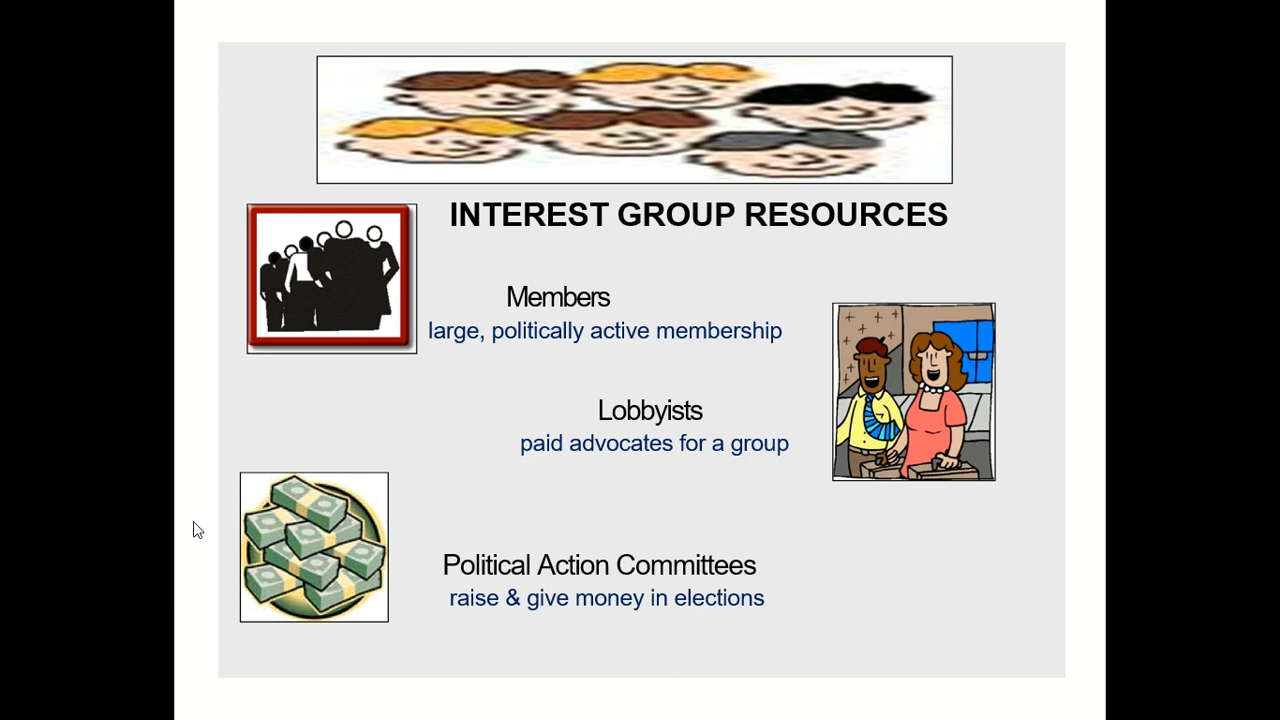 INTEREST GROUP RESOURCES
Members
large, politically active membership
Lobbyists
paid advocates for a group
Political Action Committees
raise & give money in elections